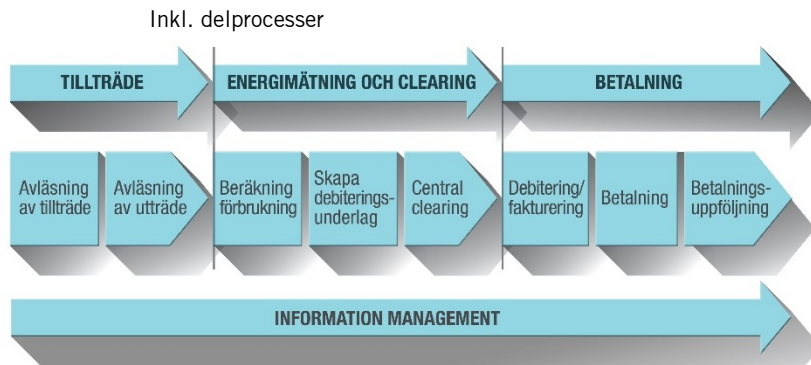 Inkl. delprocesser
TILLTRÄDE
ENERGIMÄTNING OCH CLEARING
BETALNING
Avläsning
av tillträde
Avläsning
av utträde
Beräkning
förbrukning
Skapa
debiterings-
underlag
Central
clearing
Debitering/
fakturering
Betalning
Betalnings-
uppföljning
INFORMATION MANAGEMENT